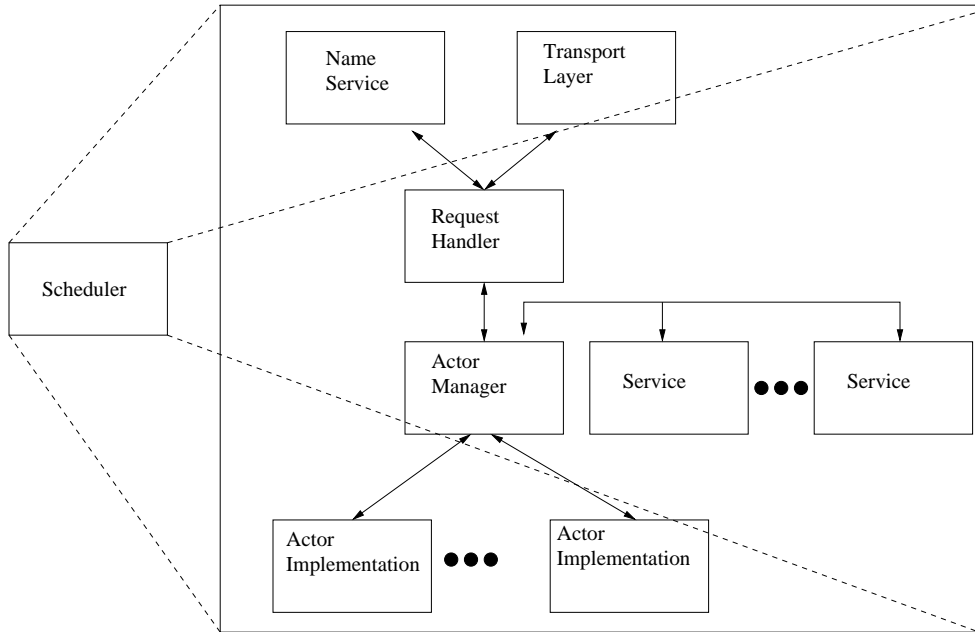 Name
Service
Transport
Layer
Request
Handler
Scheduler
Actor
Manager
Service
Service
Actor
Implementation
Actor
Implementation